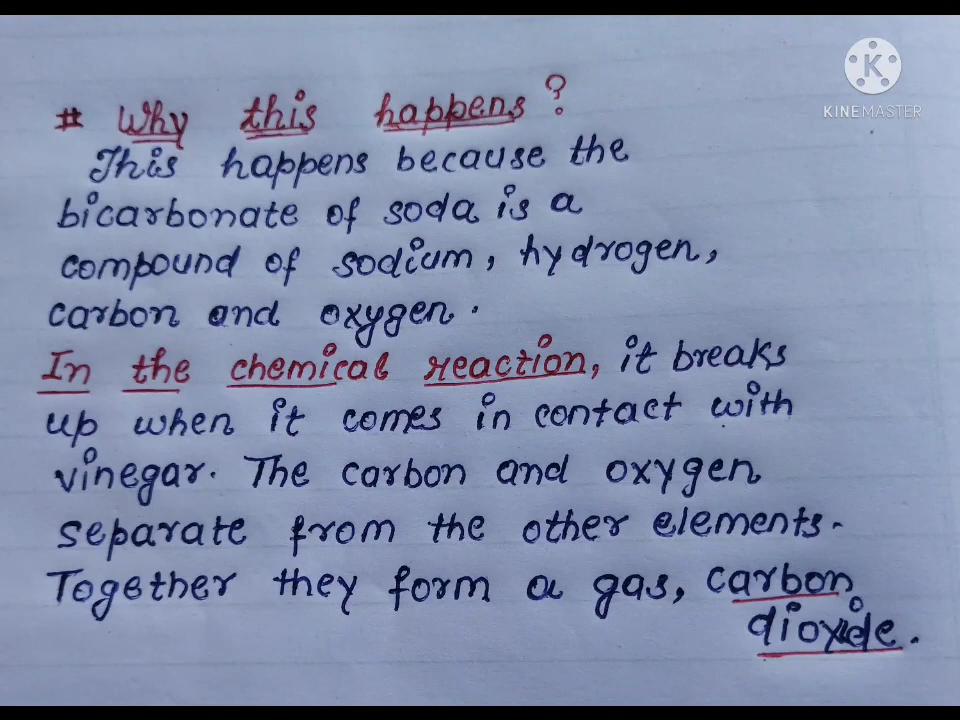 # Why this happens?
This happens because the
bicarbonate of soda is a
compound of sodium, hydrogen,
carbon and oxygen.
In the chemical reaction, it breaks
up when it comes in contact with
vinegar. The carbon and oxygen
separate from the other elements.
Together they form a gas, carbon
dioxide.
K
KINEMASTER